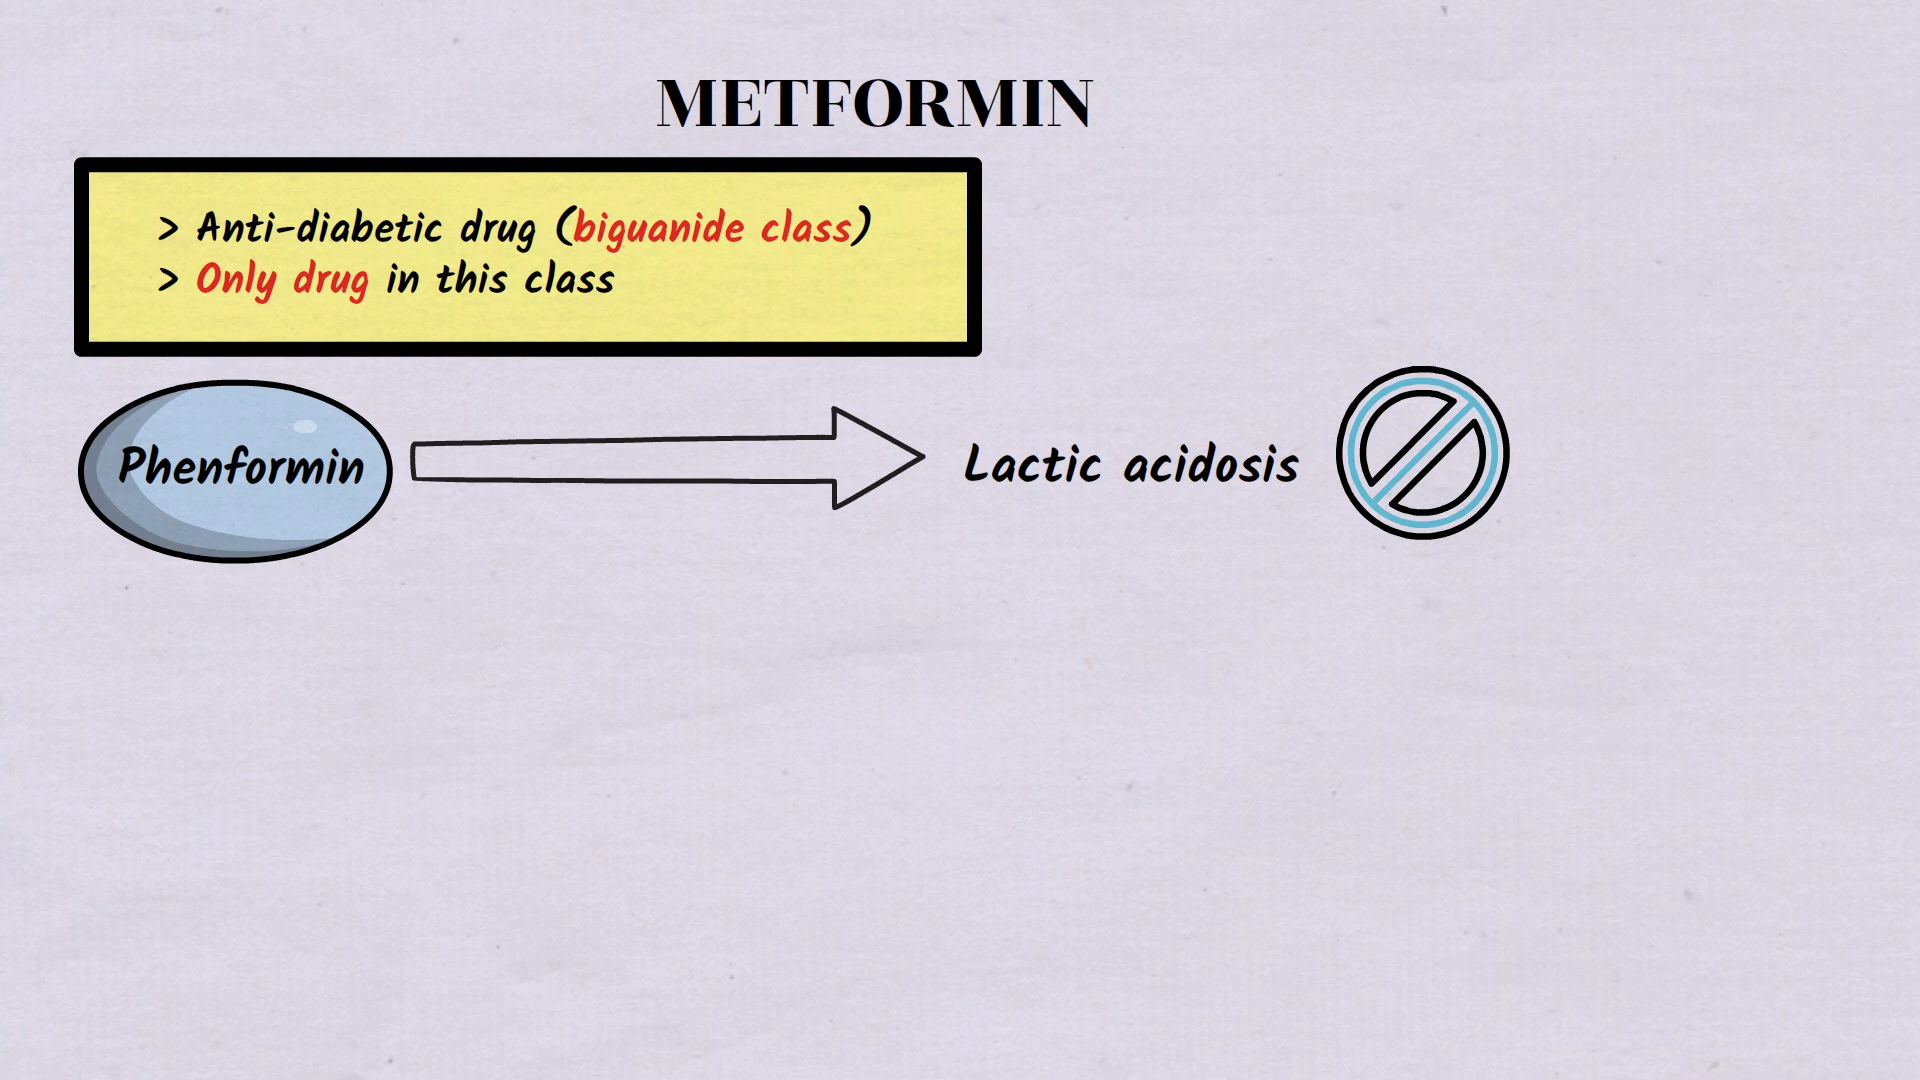 METFORMIN
> Anti-diabetic drug (biguanide class)
> Only drug in this class
Phenformin
Lactic acidosis